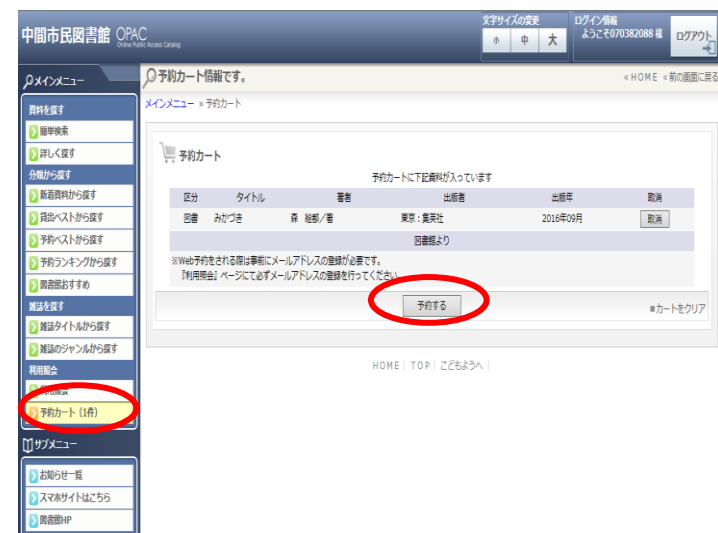 中間市民図書館 OPAC
Online Public Access Catalog
文字サイズの変更
小 中 大
ログイン情報
ようこそ070382088 様
ログアウト
メインメニュー
予約カート情報です。
«HOME «前の画面に戻る
メインメニュー » 予約カート
資料を探す
簡単検索
詳しく探す
分類から探す
新着資料から探す
貸出ベストから探す
予約ベストから探す
予約ランキングから探す
図書館おすすめ
雑誌を探す
雑誌タイトルから探す
雑誌のジャンルから探す
利用照会
利用照会
予約カート (1件)
サブメニュー
お知らせ一覧
スマホサイトはこちら
図書館HP
予約カート
予約カートに下記資料が入っています
区分 タイトル 著者 出版者 出版年 取消
図書 みかづき 森 絵都／著 東京：集英社 2016年09月 取消
図書館より
※Web予約をされる際は事前にメールアドレスの登録が必要です。
『利用照会』ページにて必ずメールアドレスの登録を行ってください。
予約する
■カートをクリア
HOME｜TOP｜こどもようへ｜